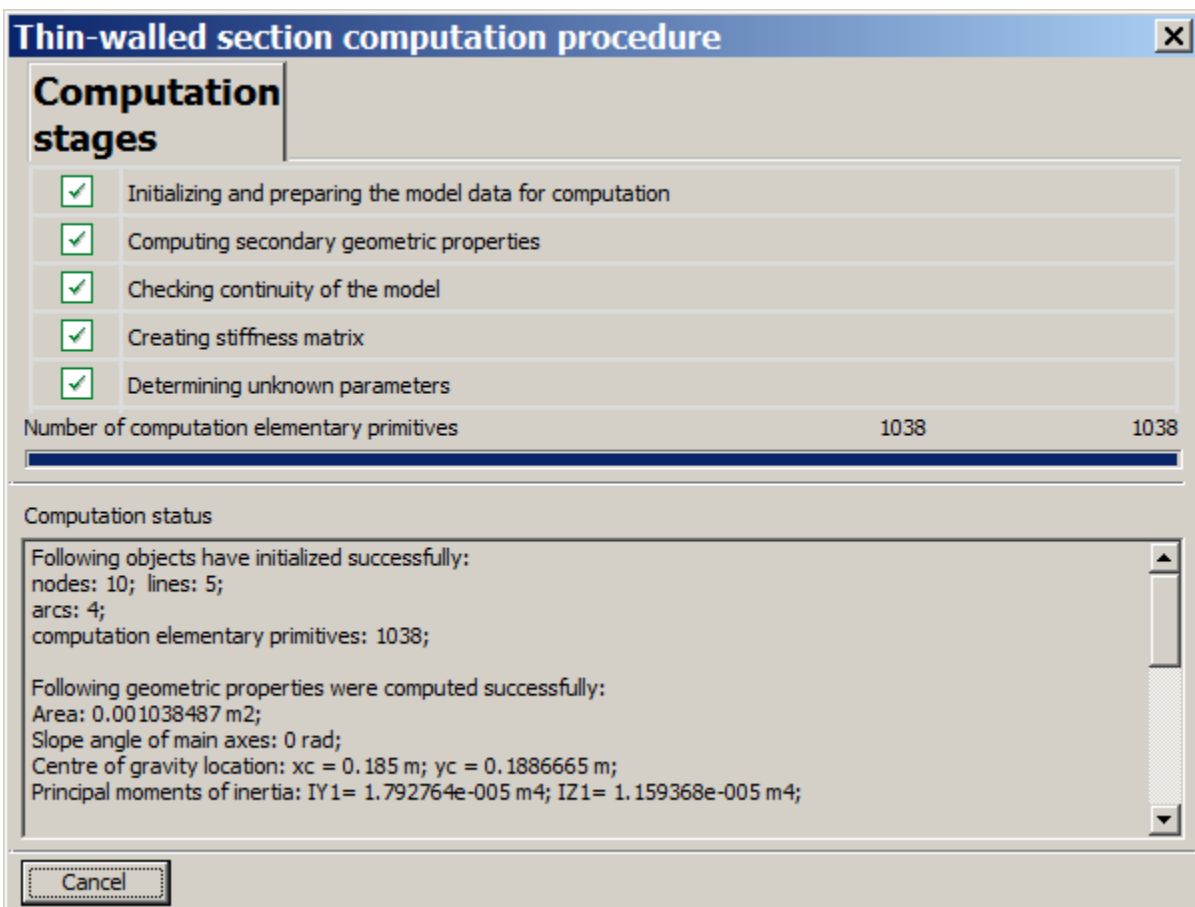 Thin-walled section computation procedure
Computation
stages
Initializing and preparing the model data for computation
Computing secondary geometric properties
Checking continuity of the model
Creating stiffness matrix
Determining unknown parameters
Number of computation elementary primitives 1038 1038
Computation status
Following objects have initialized successfully:
nodes: 10;  lines: 5;
arcs: 4;
computation elementary primitives: 1038;
Following geometric properties were computed successfully:
Area: 0.001038487 m2;
Slope angle of main axes: 0 rad;
Centre of gravity location: xc = 0.185 m; yc = 0.1886665 m;
Principal moments of inertia: IY1= 1.792764e-005 m4; IZ1= 1.159368e-005 m4;
Cancel